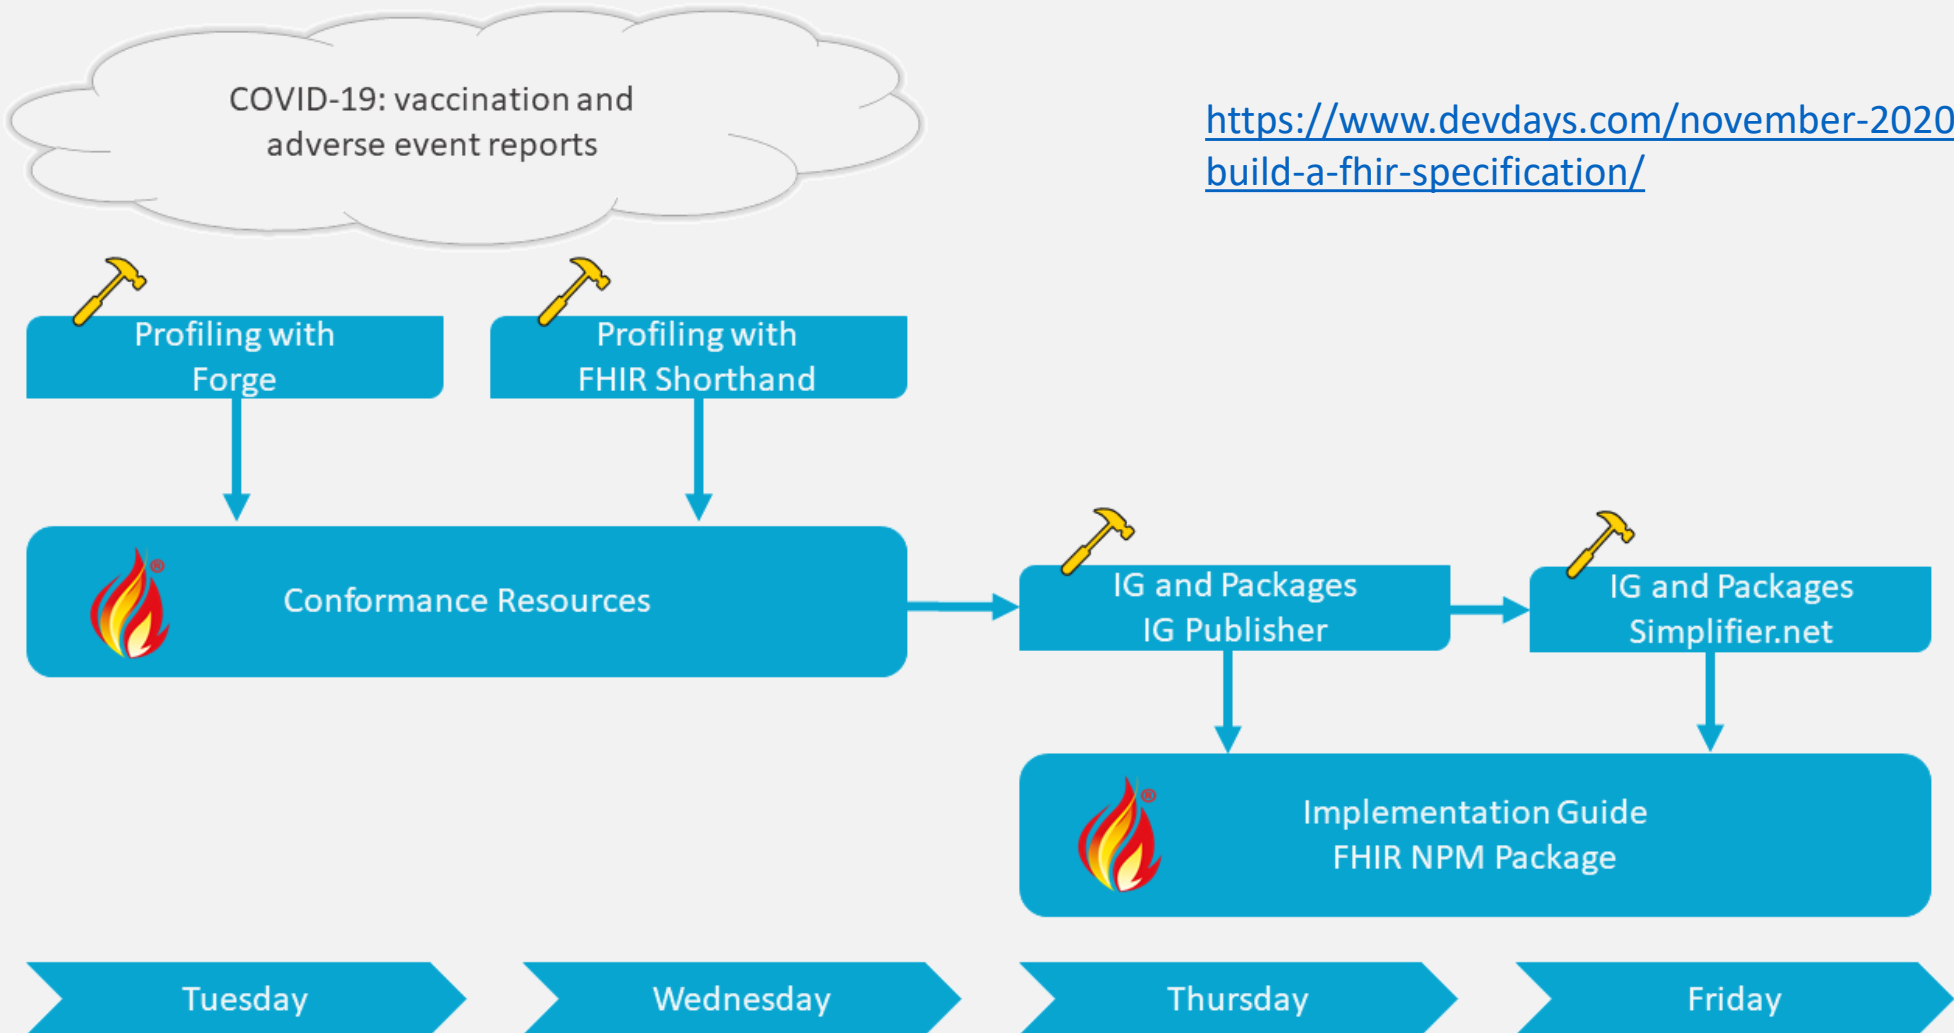 COVID-19: vaccination and
adverse event reports
https://www.devdays.com/november-2020
build-a-fhir-specification/
Profiling with
Forge
Profiling with
FHIR Shorthand
®
Conformance Resources
IG and Packages
IG Publisher
IG and Packages
Simplifier.net
®
Implementation Guide
FHIR NPM Package
Tuesday
Wednesday
Thursday
Friday